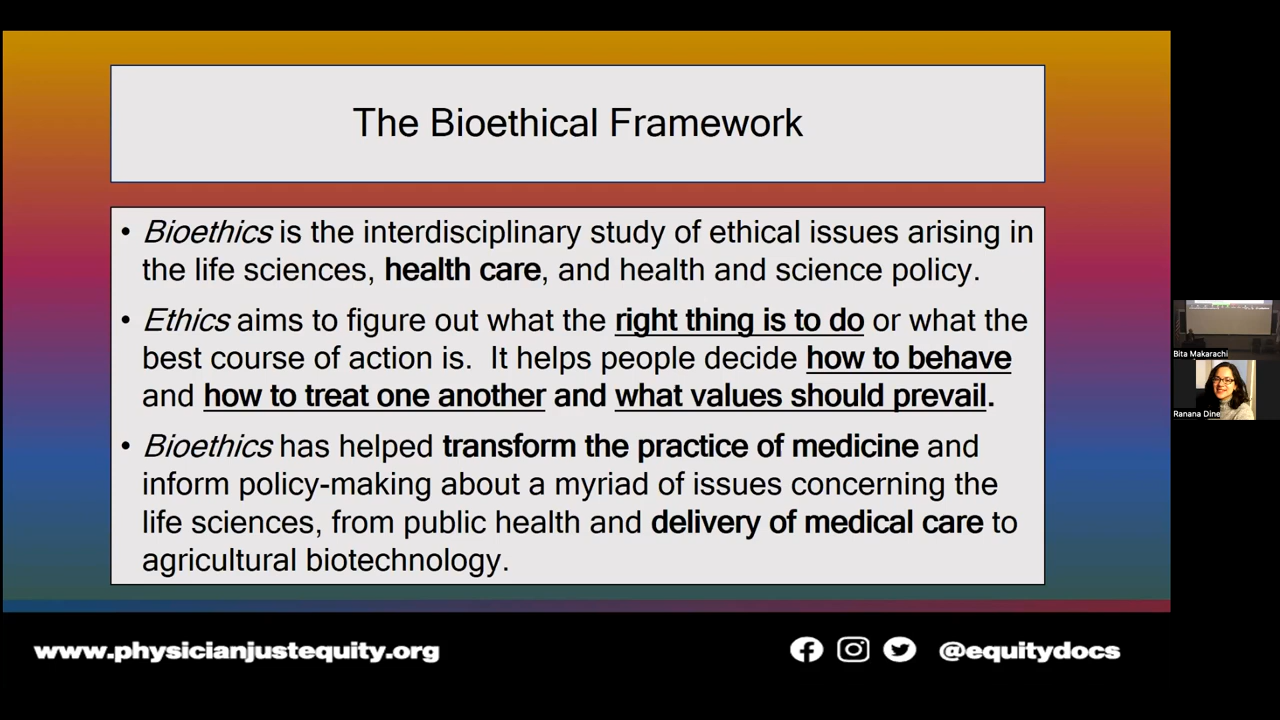 The Bioethical Framework
• Bioethics is the interdisciplinary study of ethical issues arising in
the life sciences, health care, and health and science policy.
• Ethics aims to figure out what the right thing is to do or what the
best course of action is. It helps people decide how to behave
and how to treat one another and what values should prevail.
• Bioethics has helped transform the practice of medicine and
inform policy-making about a myriad of issues concerning the
life sciences, from public health and delivery of medical care to
agricultural biotechnology.
Bita Makarachi
Ranana Dine
www.physicianjustequity.org
@equitydocs